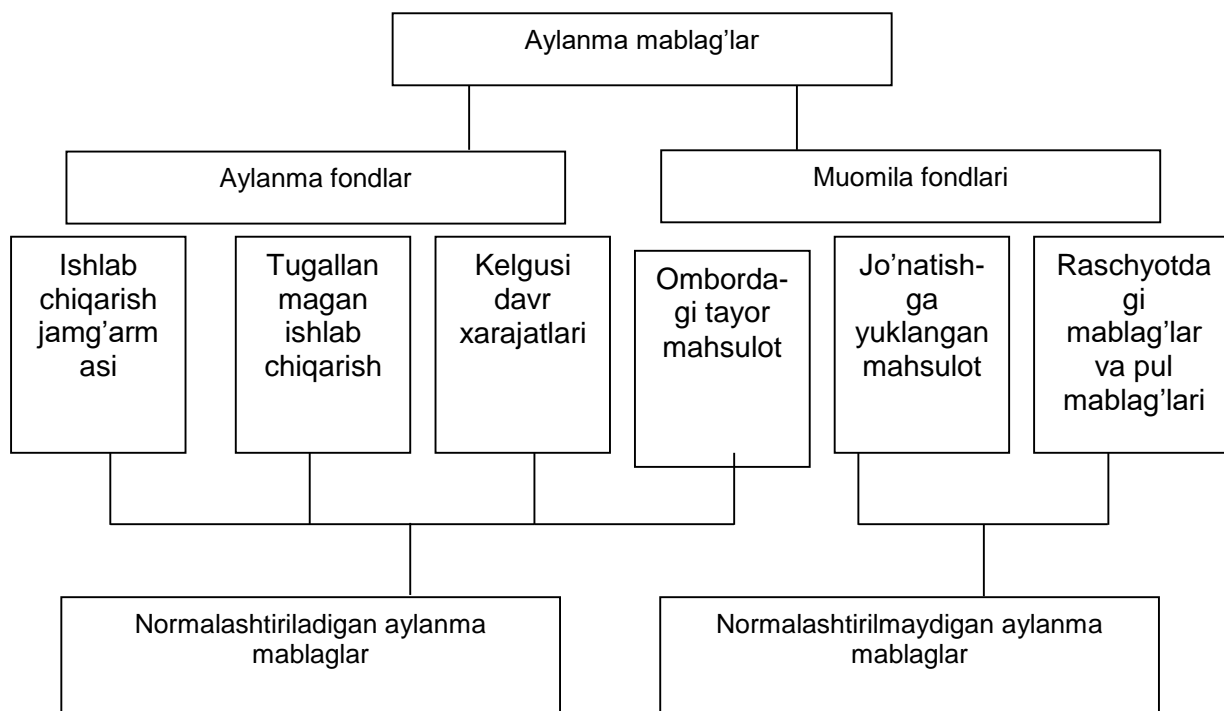 Aylanma mablag’lar
Aylanma fondlar
Muomila fondlari
Ishlab
chiqarish
jamg’arm
asi
Tugallan
magan
ishlab
chiqarish
Kelgusi
davr
xarajatlari
Omborda-
gi tayor
mahsulot
Jo’natish-
ga
yuklangan
mahsulot
Raschyotda
gi
mablag’lar
va pul
mablag’lari
Normalashtiriladigan aylanma
mablaglar
Normalashtirilmaydigan aylanma
mablaglar